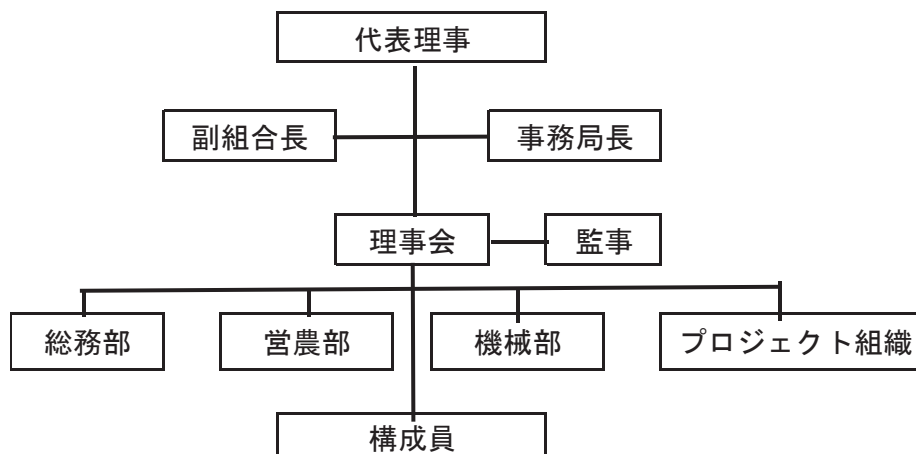 代表理事
副組合長
事務局長
理事会
監事
総務部
営農部
機械部
プロジェクト組織
構成員